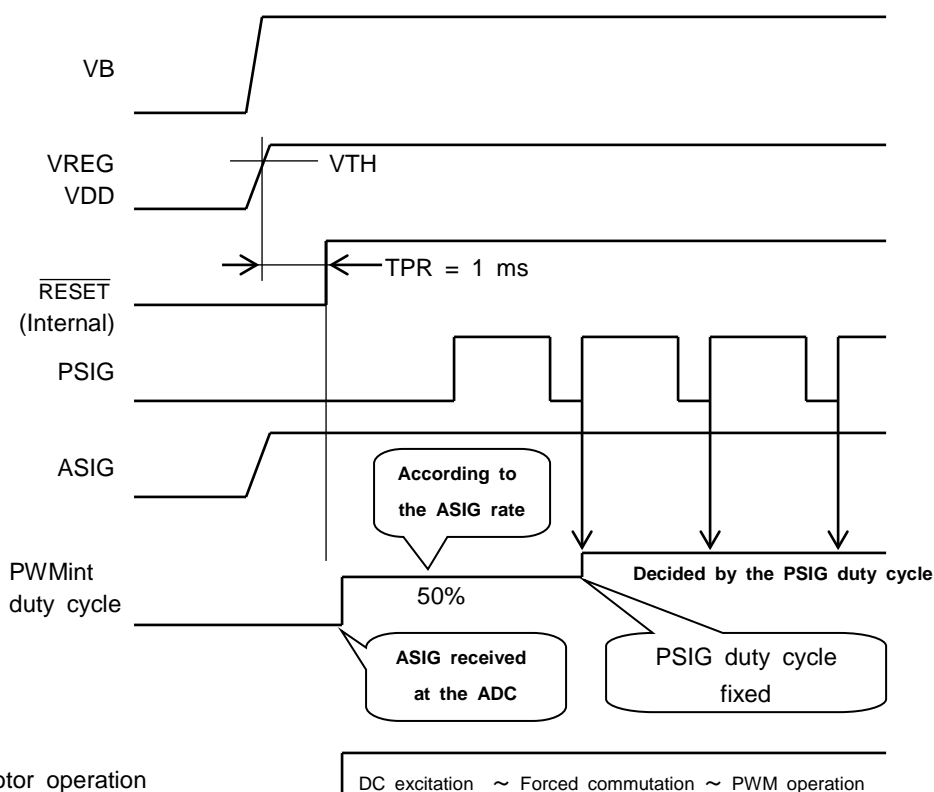 VB
VREG
VDD
VTH
TPR = 1 ms
RESET
(Internal)
PSIG
ASIG
According to
the ASIG rate
PWMint
duty cycle
50%
Decided by the PSIG duty cycle
ASIG received
at the ADC
PSIG duty cycle
fixed
otor operation
DC excitation ~ Forced commutation ~ PWM operation